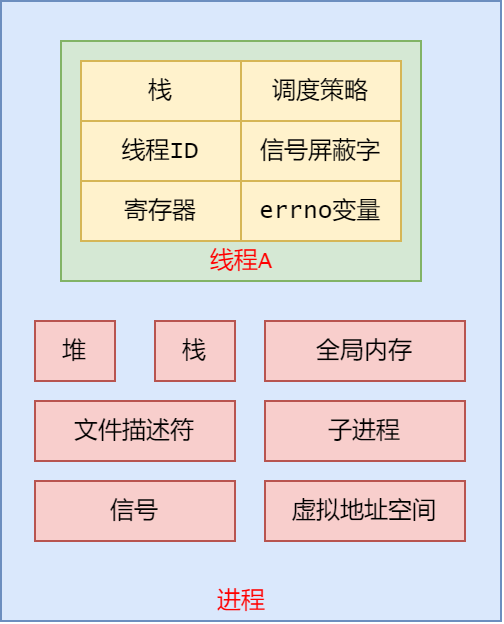 栈 调度策略
线程ID 信号屏蔽字
寄存器 errno变量
线程A
堆 栈 全局内存
文件描述符 子进程
信号 虚拟地址空间
进程